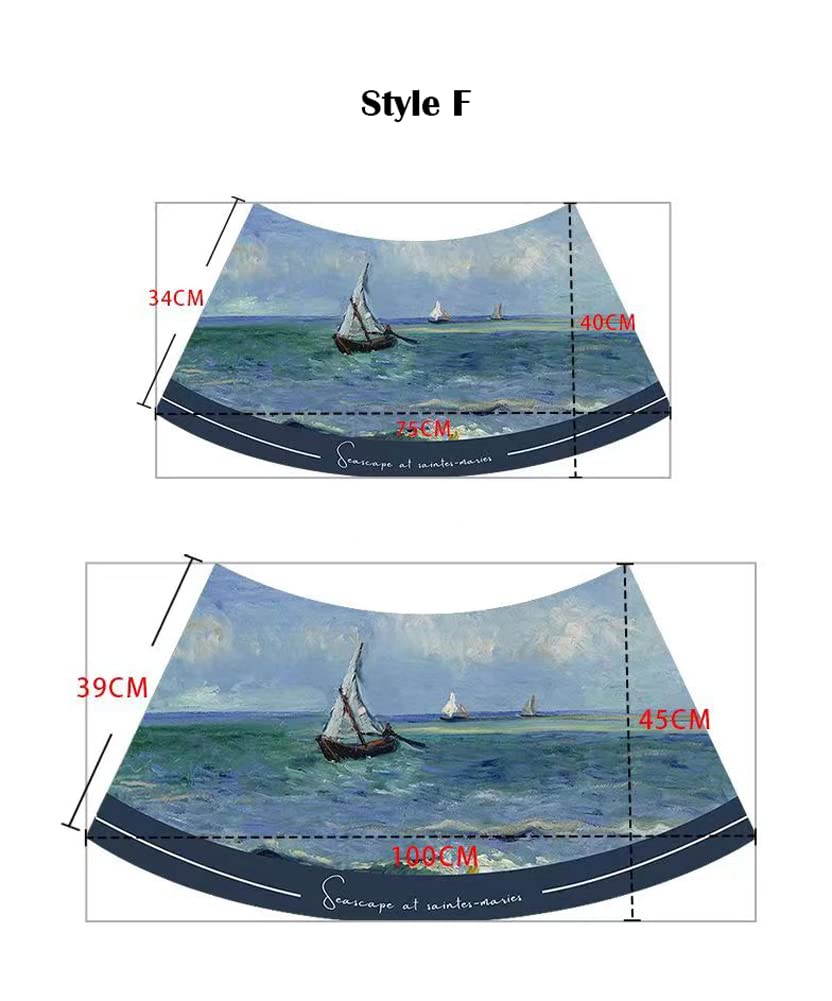 Style F
34CM
40CM
75CM
Seascape at saintes-maries
39CM
45CM
100CM
Seascape at saintes-maries